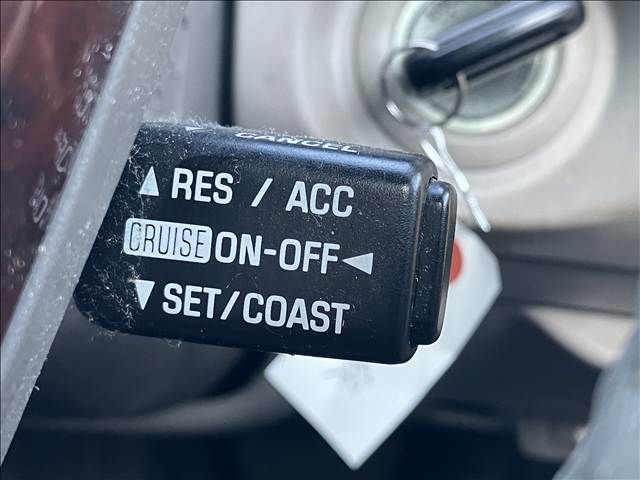 CANCEL
▲ RES / ACC
CRUISE ON-OFF ◀
▼ SET/COAST